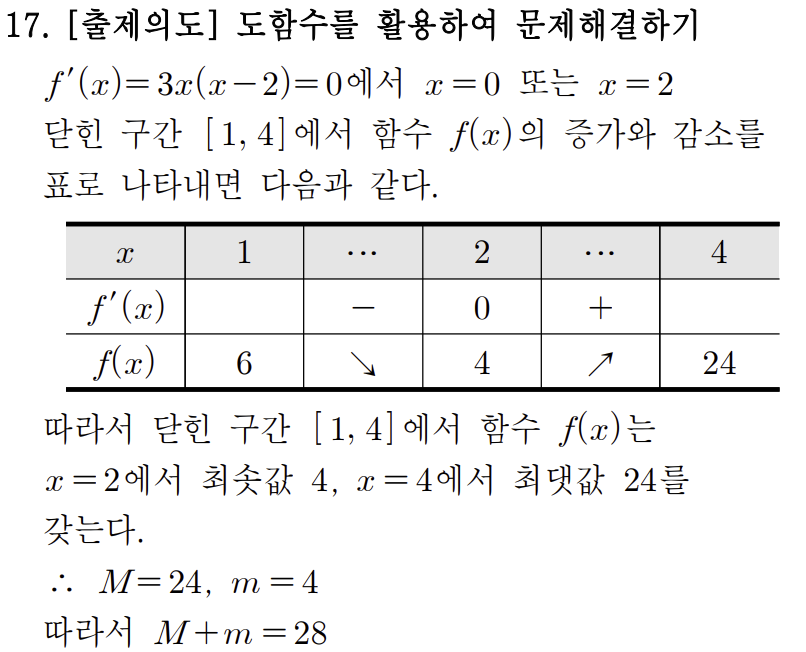 17. [출제의도] 도함수를 활용하여 문제해결하기
f′(x)=3x(x−2)=0에서 x=0 또는 x=2
닫힌 구간 [1, 4]에서 함수 f(x)의 증가와 감소를
표로 나타내면 다음과 같다.
x 1 ⋯ 2 ⋯ 4
f′(x) − 0 +
f(x) 6 ↘ 4 ↗ 24
따라서 닫힌 구간 [1, 4]에서 함수 f(x)는
x=2에서 최솟값 4, x=4에서 최댓값 24를
갖는다.
∴ M=24, m=4
따라서 M+m=28